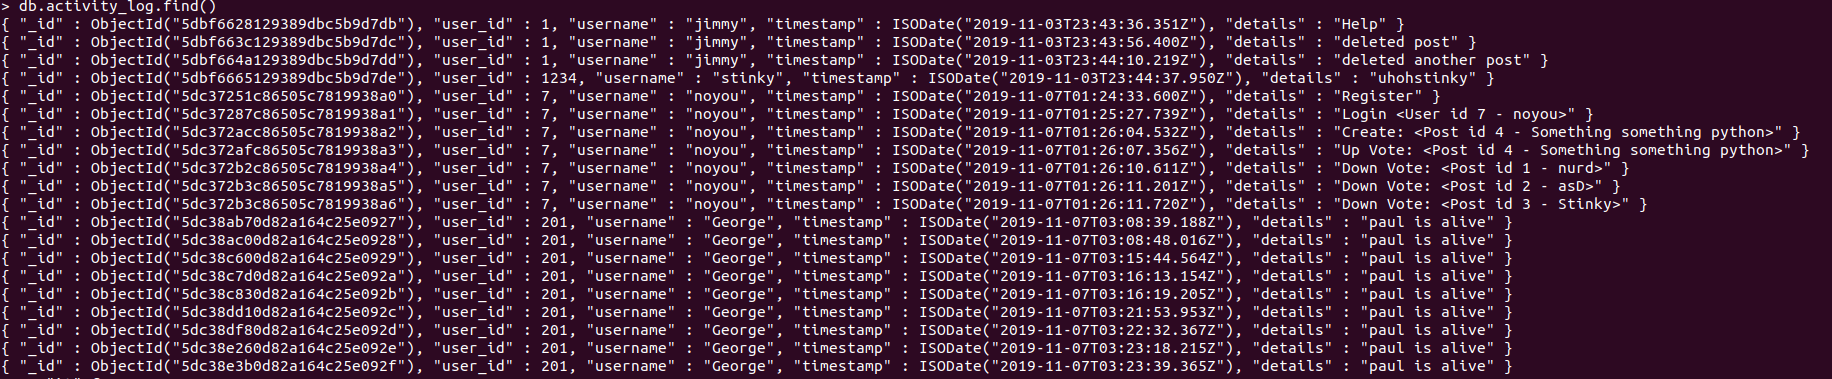 > db.activity_log.find()
{ "_id" : ObjectId("5dbf6628129389dbc5b9d7db"), "user_id" : 1, "username" : "jimmy", "timestamp" : ISODate("2019-11-03T23:43:36.351Z"), "details" : "Help" }
{ "_id" : ObjectId("5dbf663c129389dbc5b9d7dc"), "user_id" : 1, "username" : "jimmy", "timestamp" : ISODate("2019-11-03T23:43:56.400Z"), "details" : "deleted post" }
{ "_id" : ObjectId("5dbf664a129389dbc5b9d7dd"), "user_id" : 1, "username" : "jimmy", "timestamp" : ISODate("2019-11-03T23:44:10.219Z"), "details" : "deleted another post" }
{ "_id" : ObjectId("5dbf6665129389dbc5b9d7de"), "user_id" : 1234, "username" : "stinky", "timestamp" : ISODate("2019-11-03T23:44:37.950Z"), "details" : "uhohstinky" }
{ "_id" : ObjectId("5dc37251c86505c7819938a0"), "user_id" : 7, "username" : "noyou", "timestamp" : ISODate("2019-11-07T01:24:33.600Z"), "details" : "Register" }
{ "_id" : ObjectId("5dc37287c86505c7819938a1"), "user_id" : 7, "username" : "noyou", "timestamp" : ISODate("2019-11-07T01:25:27.739Z"), "details" : "Login <User id 7 - noyou>" }
{ "_id" : ObjectId("5dc372acc86505c7819938a2"), "user_id" : 7, "username" : "noyou", "timestamp" : ISODate("2019-11-07T01:26:04.532Z"), "details" : "Create: <Post id 4 - Something something python>" }
{ "_id" : ObjectId("5dc372afc86505c7819938a3"), "user_id" : 7, "username" : "noyou", "timestamp" : ISODate("2019-11-07T01:26:07.356Z"), "details" : "Up Vote: <Post id 4 - Something something python>" }
{ "_id" : ObjectId("5dc372b2c86505c7819938a4"), "user_id" : 7, "username" : "noyou", "timestamp" : ISODate("2019-11-07T01:26:10.611Z"), "details" : "Down Vote: <Post id 1 - nurd>" }
{ "_id" : ObjectId("5dc372b3c86505c7819938a5"), "user_id" : 7, "username" : "noyou", "timestamp" : ISODate("2019-11-07T01:26:11.201Z"), "details" : "Down Vote: <Post id 2 - asD>" }
{ "_id" : ObjectId("5dc372b3c86505c7819938a6"), "user_id" : 7, "username" : "noyou", "timestamp" : ISODate("2019-11-07T01:26:11.720Z"), "details" : "Down Vote: <Post id 3 - Stinky>" }
{ "_id" : ObjectId("5dc38ab70d82a164c25e0927"), "user_id" : 201, "username" : "George", "timestamp" : ISODate("2019-11-07T03:08:39.188Z"), "details" : "paul is alive" }
{ "_id" : ObjectId("5dc38ac00d82a164c25e0928"), "user_id" : 201, "username" : "George", "timestamp" : ISODate("2019-11-07T03:08:48.016Z"), "details" : "paul is alive" }
{ "_id" : ObjectId("5dc38c600d82a164c25e0929"), "user_id" : 201, "username" : "George", "timestamp" : ISODate("2019-11-07T03:15:44.564Z"), "details" : "paul is alive" }
{ "_id" : ObjectId("5dc38c7d0d82a164c25e092a"), "user_id" : 201, "username" : "George", "timestamp" : ISODate("2019-11-07T03:16:13.154Z"), "details" : "paul is alive" }
{ "_id" : ObjectId("5dc38c830d82a164c25e092b"), "user_id" : 201, "username" : "George", "timestamp" : ISODate("2019-11-07T03:16:19.205Z"), "details" : "paul is alive" }
{ "_id" : ObjectId("5dc38dd10d82a164c25e092c"), "user_id" : 201, "username" : "George", "timestamp" : ISODate("2019-11-07T03:21:53.953Z"), "details" : "paul is alive" }
{ "_id" : ObjectId("5dc38df80d82a164c25e092d"), "user_id" : 201, "username" : "George", "timestamp" : ISODate("2019-11-07T03:22:32.367Z"), "details" : "paul is alive" }
{ "_id" : ObjectId("5dc38e260d82a164c25e092e"), "user_id" : 201, "username" : "George", "timestamp" : ISODate("2019-11-07T03:23:18.215Z"), "details" : "paul is alive" }
{ "_id" : ObjectId("5dc38e3b0d82a164c25e092f"), "user_id" : 201, "username" : "George", "timestamp" : ISODate("2019-11-07T03:23:39.365Z"), "details" : "paul is alive" }